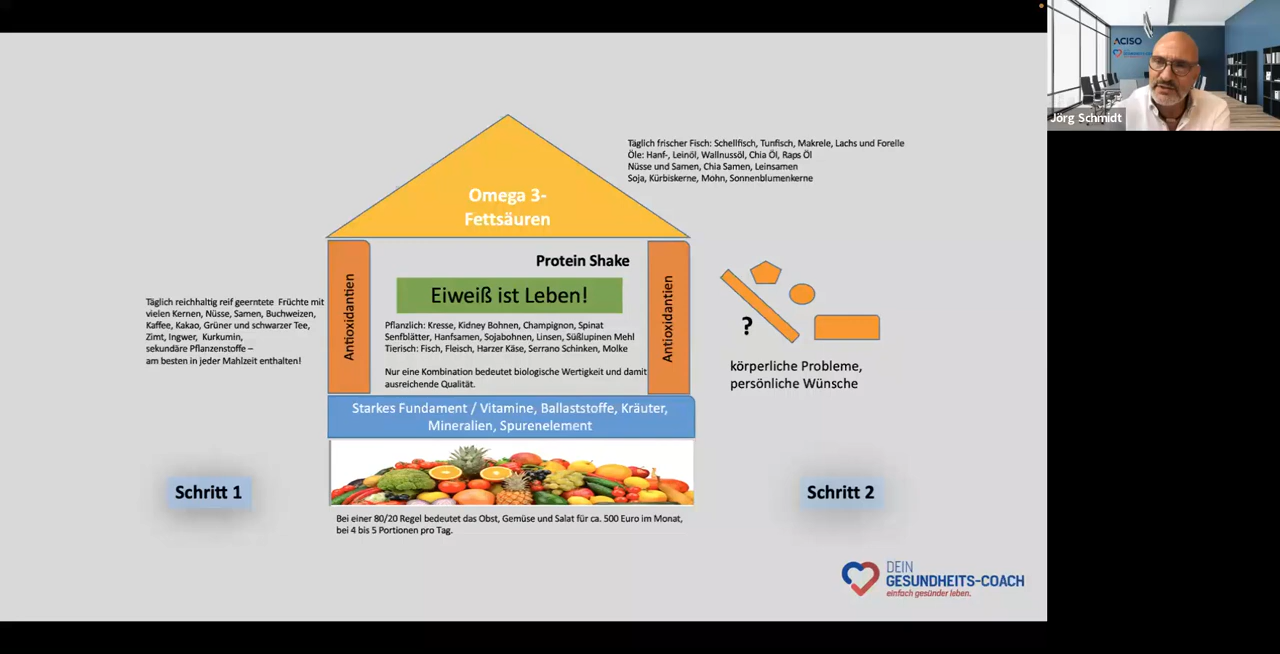 ACISO
Jörg Schmidt
Täglich frischer Fisch: Schellfisch, Tunfisch, Makrele, Lachs und Forelle
Öle: Hanf-, Leinöl, Wallnussöl, Chia Öl, Raps Öl
Nüsse und Samen, Chia Samen, Leinsamen
Soja, Kürbiskerne, Mohn, Sonnenblumenkerne
Omega 3-
Fettsäuren
Antioxidantien
Protein Shake
Eiweiß ist Leben!
Pflanzlich: Kresse, Kidney Bohnen, Champignon, Spinat
Senfblätter, Hanfsamen, Sojabohnen, Linsen, Süßlupinen Mehl
Tierisch: Fisch, Fleisch, Harzer Käse, Serrano Schinken, Molke
Nur eine Kombination bedeutet biologische Wertigkeit und damit
ausreichende Qualität.
Antioxidantien
Täglich reichhaltig reif geerntete Früchte mit
vielen Kernen, Nüsse, Samen, Buchweizen,
Kaffee, Kakao, Grüner und schwarzer Tee,
Zimt, Ingwer, Kurkumin,
sekundäre Pflanzenstoffe –
am besten in jeder Mahlzeit enthalten!
?
körperliche Probleme,
persönliche Wünsche
Starkes Fundament / Vitamine, Ballaststoffe, Kräuter,
Mineralien, Spurenelement
Schritt 1
Schritt 2
Bei einer 80/20 Regel bedeutet das Obst, Gemüse und Salat für ca. 500 Euro im Monat,
bei 4 bis 5 Portionen pro Tag.
DEIN
GESUNDHEITS-COACH
einfach gesünder leben.